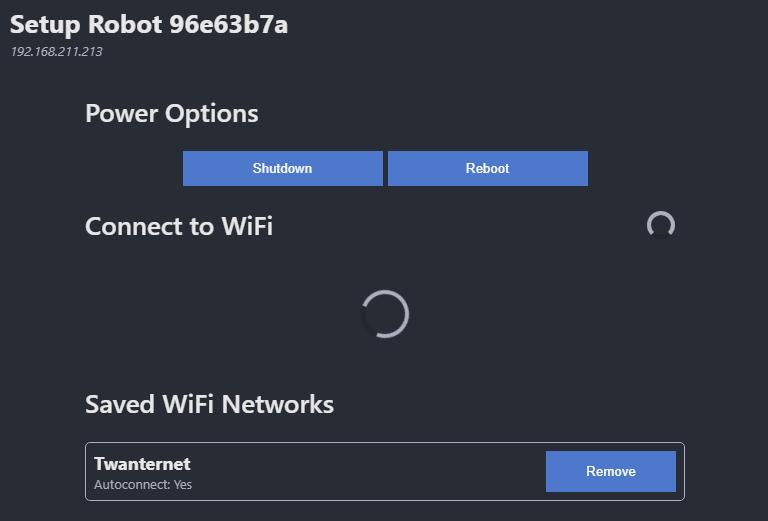 Setup Robot 96e63b7a
192.168.211.213
Power Options
Shutdown Reboot
Connect to WiFi
Saved WiFi Networks
Twanternet
Autoconnect: Yes
Remove